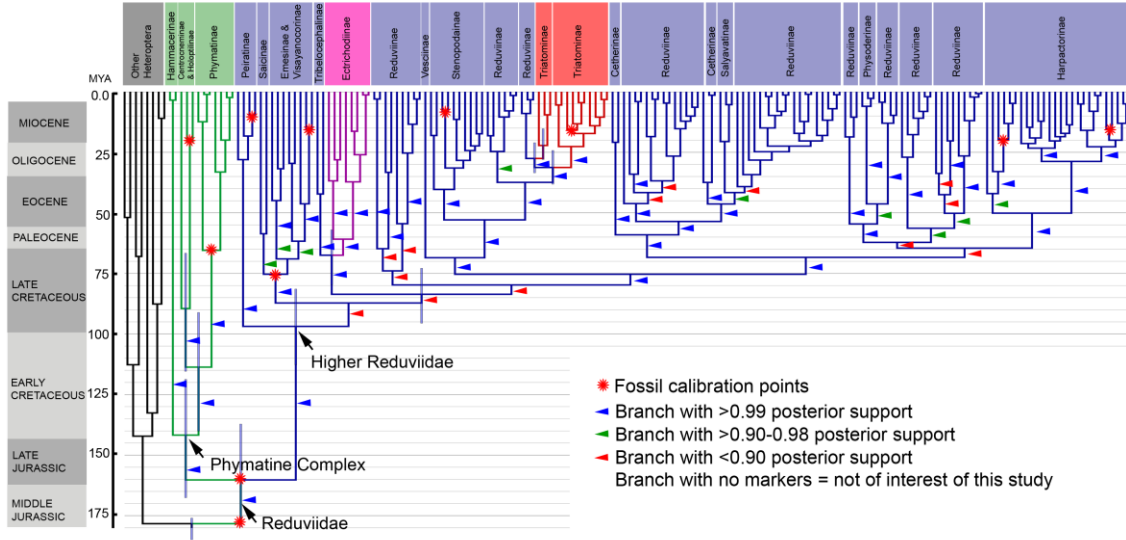 Other
Heteroptera
Hammacerinae
Centrocneminae
& Holoptilinae
Phymatinae
Peiratinae
Saicinae
Emesinae &
Visayanocorinae
Tribelocephalinae
Ectrichodiinae
Reduviinae
Vesciinae
Stenopodainae
Reduviinae
Reduviinae
Triatominae
Triatominae
Cetherinae
Reduviinae
Cetherinae
Salyavatinae
Reduviinae
Reduviinae
Physoderinae
Reduviinae
Reduviinae
Harpactorinae
MYA
0.0
MIOCENE
25
OLIGOCENE
EOCENE
50
PALEOCENE
75
LATE
CRETACEOUS
100
Higher Reduviidae
EARLY
CRETACEOUS
125
LATE
JURASSIC
150
Phymatine Complex
MIDDLE
JURASSIC
175
Reduviidae
Fossil calibration points
Branch with >0.99 posterior support
Branch with >0.90-0.98 posterior support
Branch with <0.90 posterior support
Branch with no markers = not of interest of this study